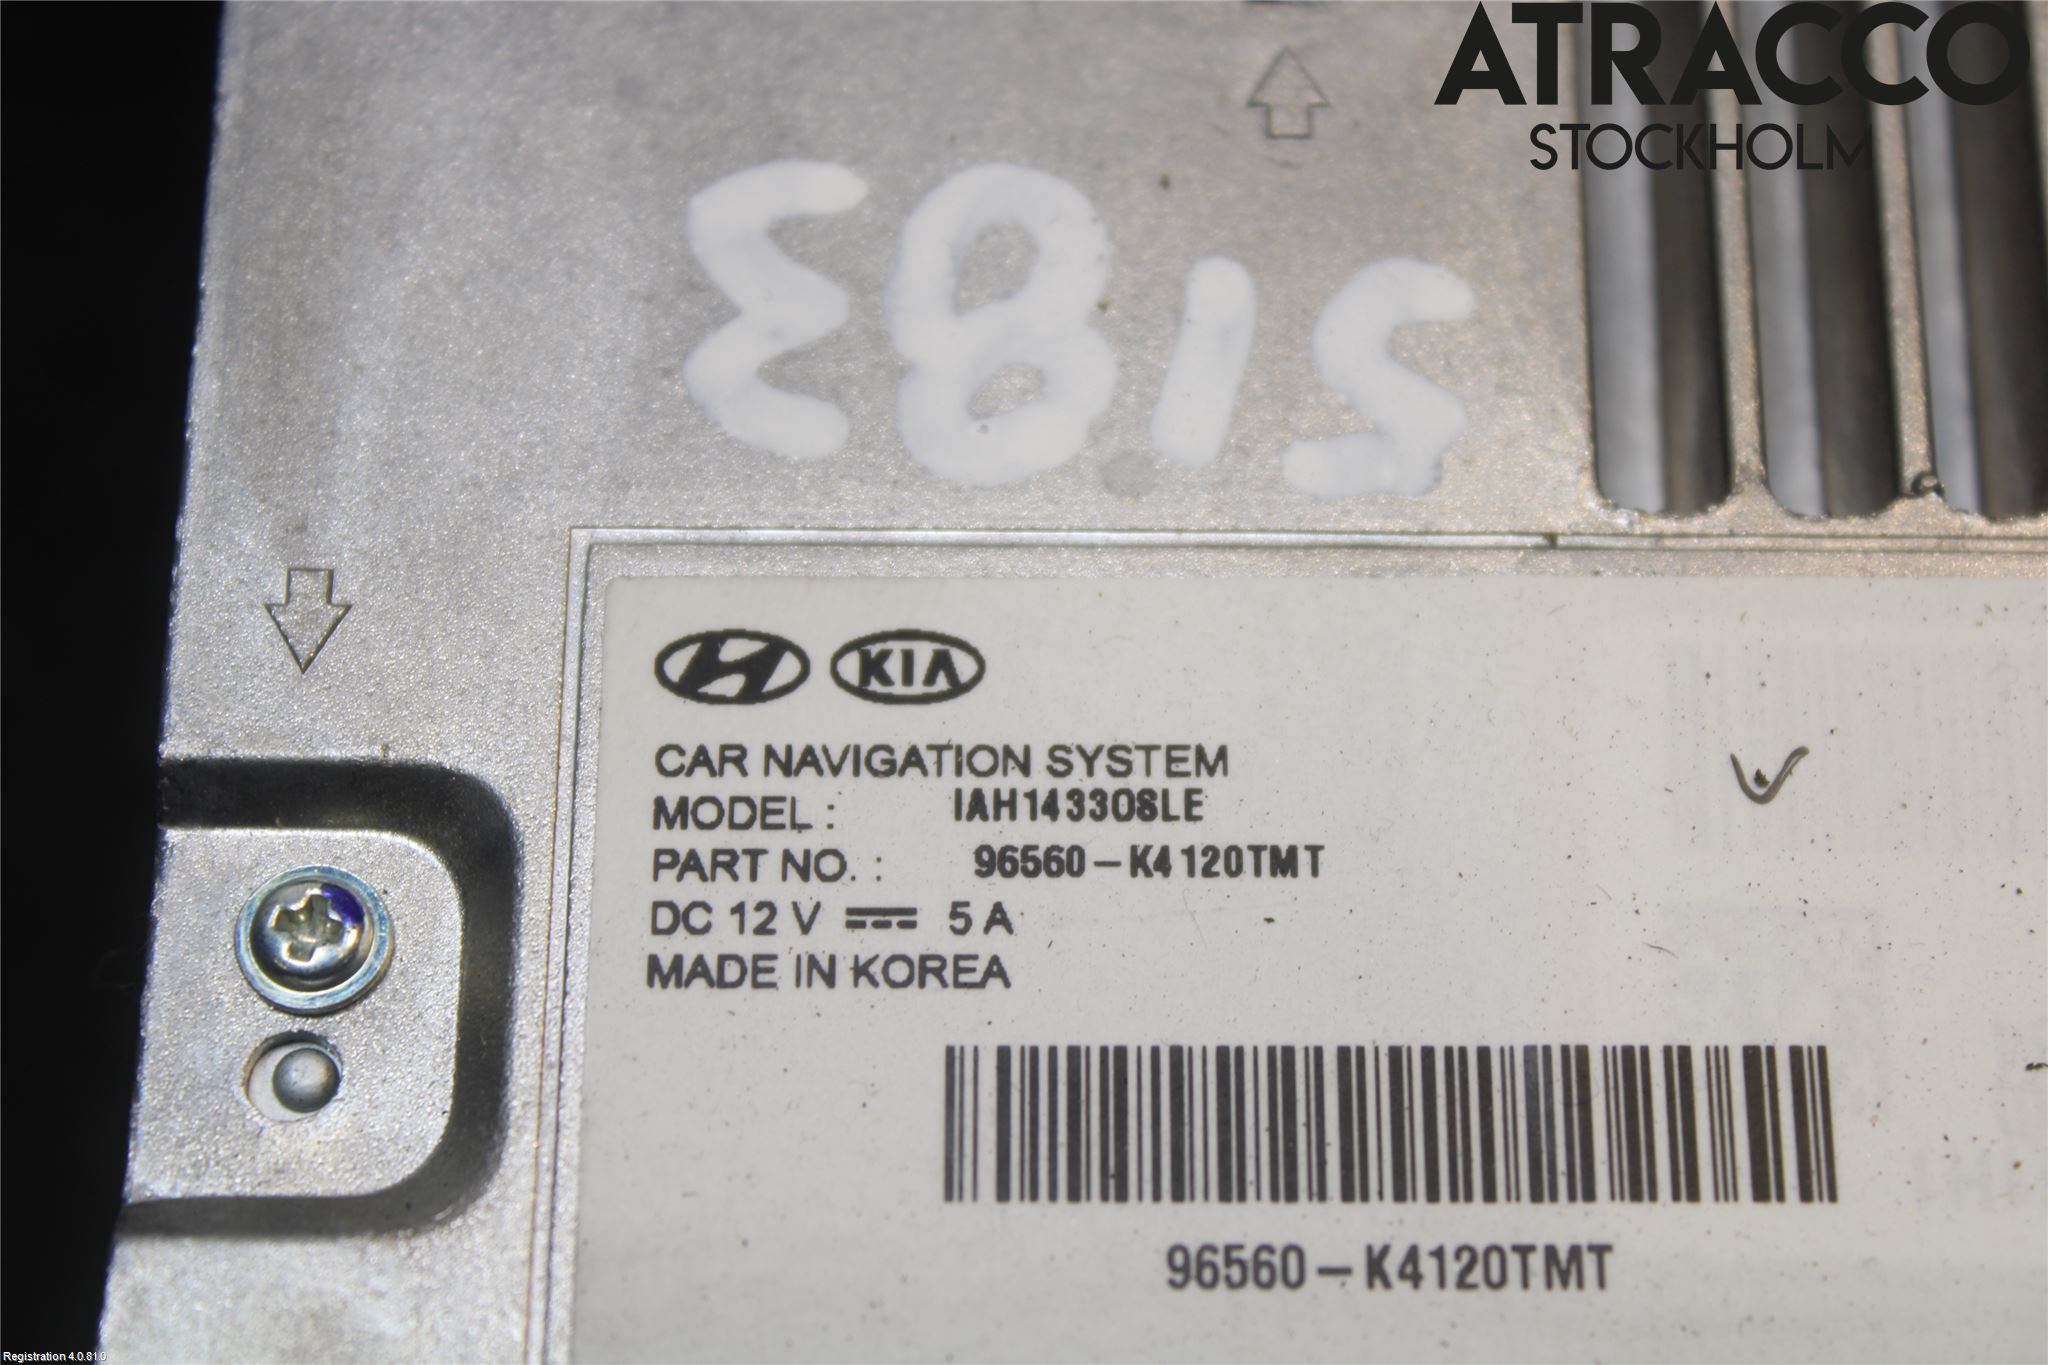 ATRACCO
STOCKHOLM
5183
KIA
CAR NAVIGATION SYSTEM
MODEL : IAH14330SLE
PART NO. : 96560-K4120TMT
DC 12 V ⎓ 5 A
MADE IN KOREA
96560-K4120TMT
Registration 4.0.81.0